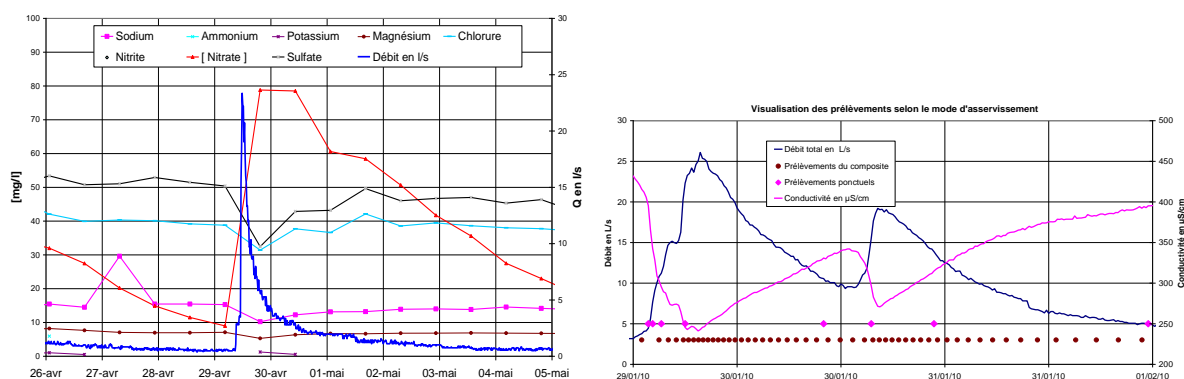 100
90
80
70
60
50
40
30
20
10
0
[mg/l]
Sodium
Ammonium
Potassium
Magnésium
Chlorure
Nitrite
[ Nitrate ]
Sulfate
Débit en l/s
30
25
20
15
10
5
0
Q en l/s
26-avr
27-avr
28-avr
29-avr
30-avr
01-mai
02-mai
03-mai
04-mai
05-mai
Visualisation des prélèvements selon le mode d'asservissement
30
25
20
15
10
5
0
Débit en L/s
Débit total en L/s
Prélèvements du composite
Prélèvements ponctuels
Conductivité en µS/cm
500
450
400
350
300
250
200
Conductivité en µS/cm
29/01/10
30/01/10
30/01/10
31/01/10
31/01/10
01/02/10